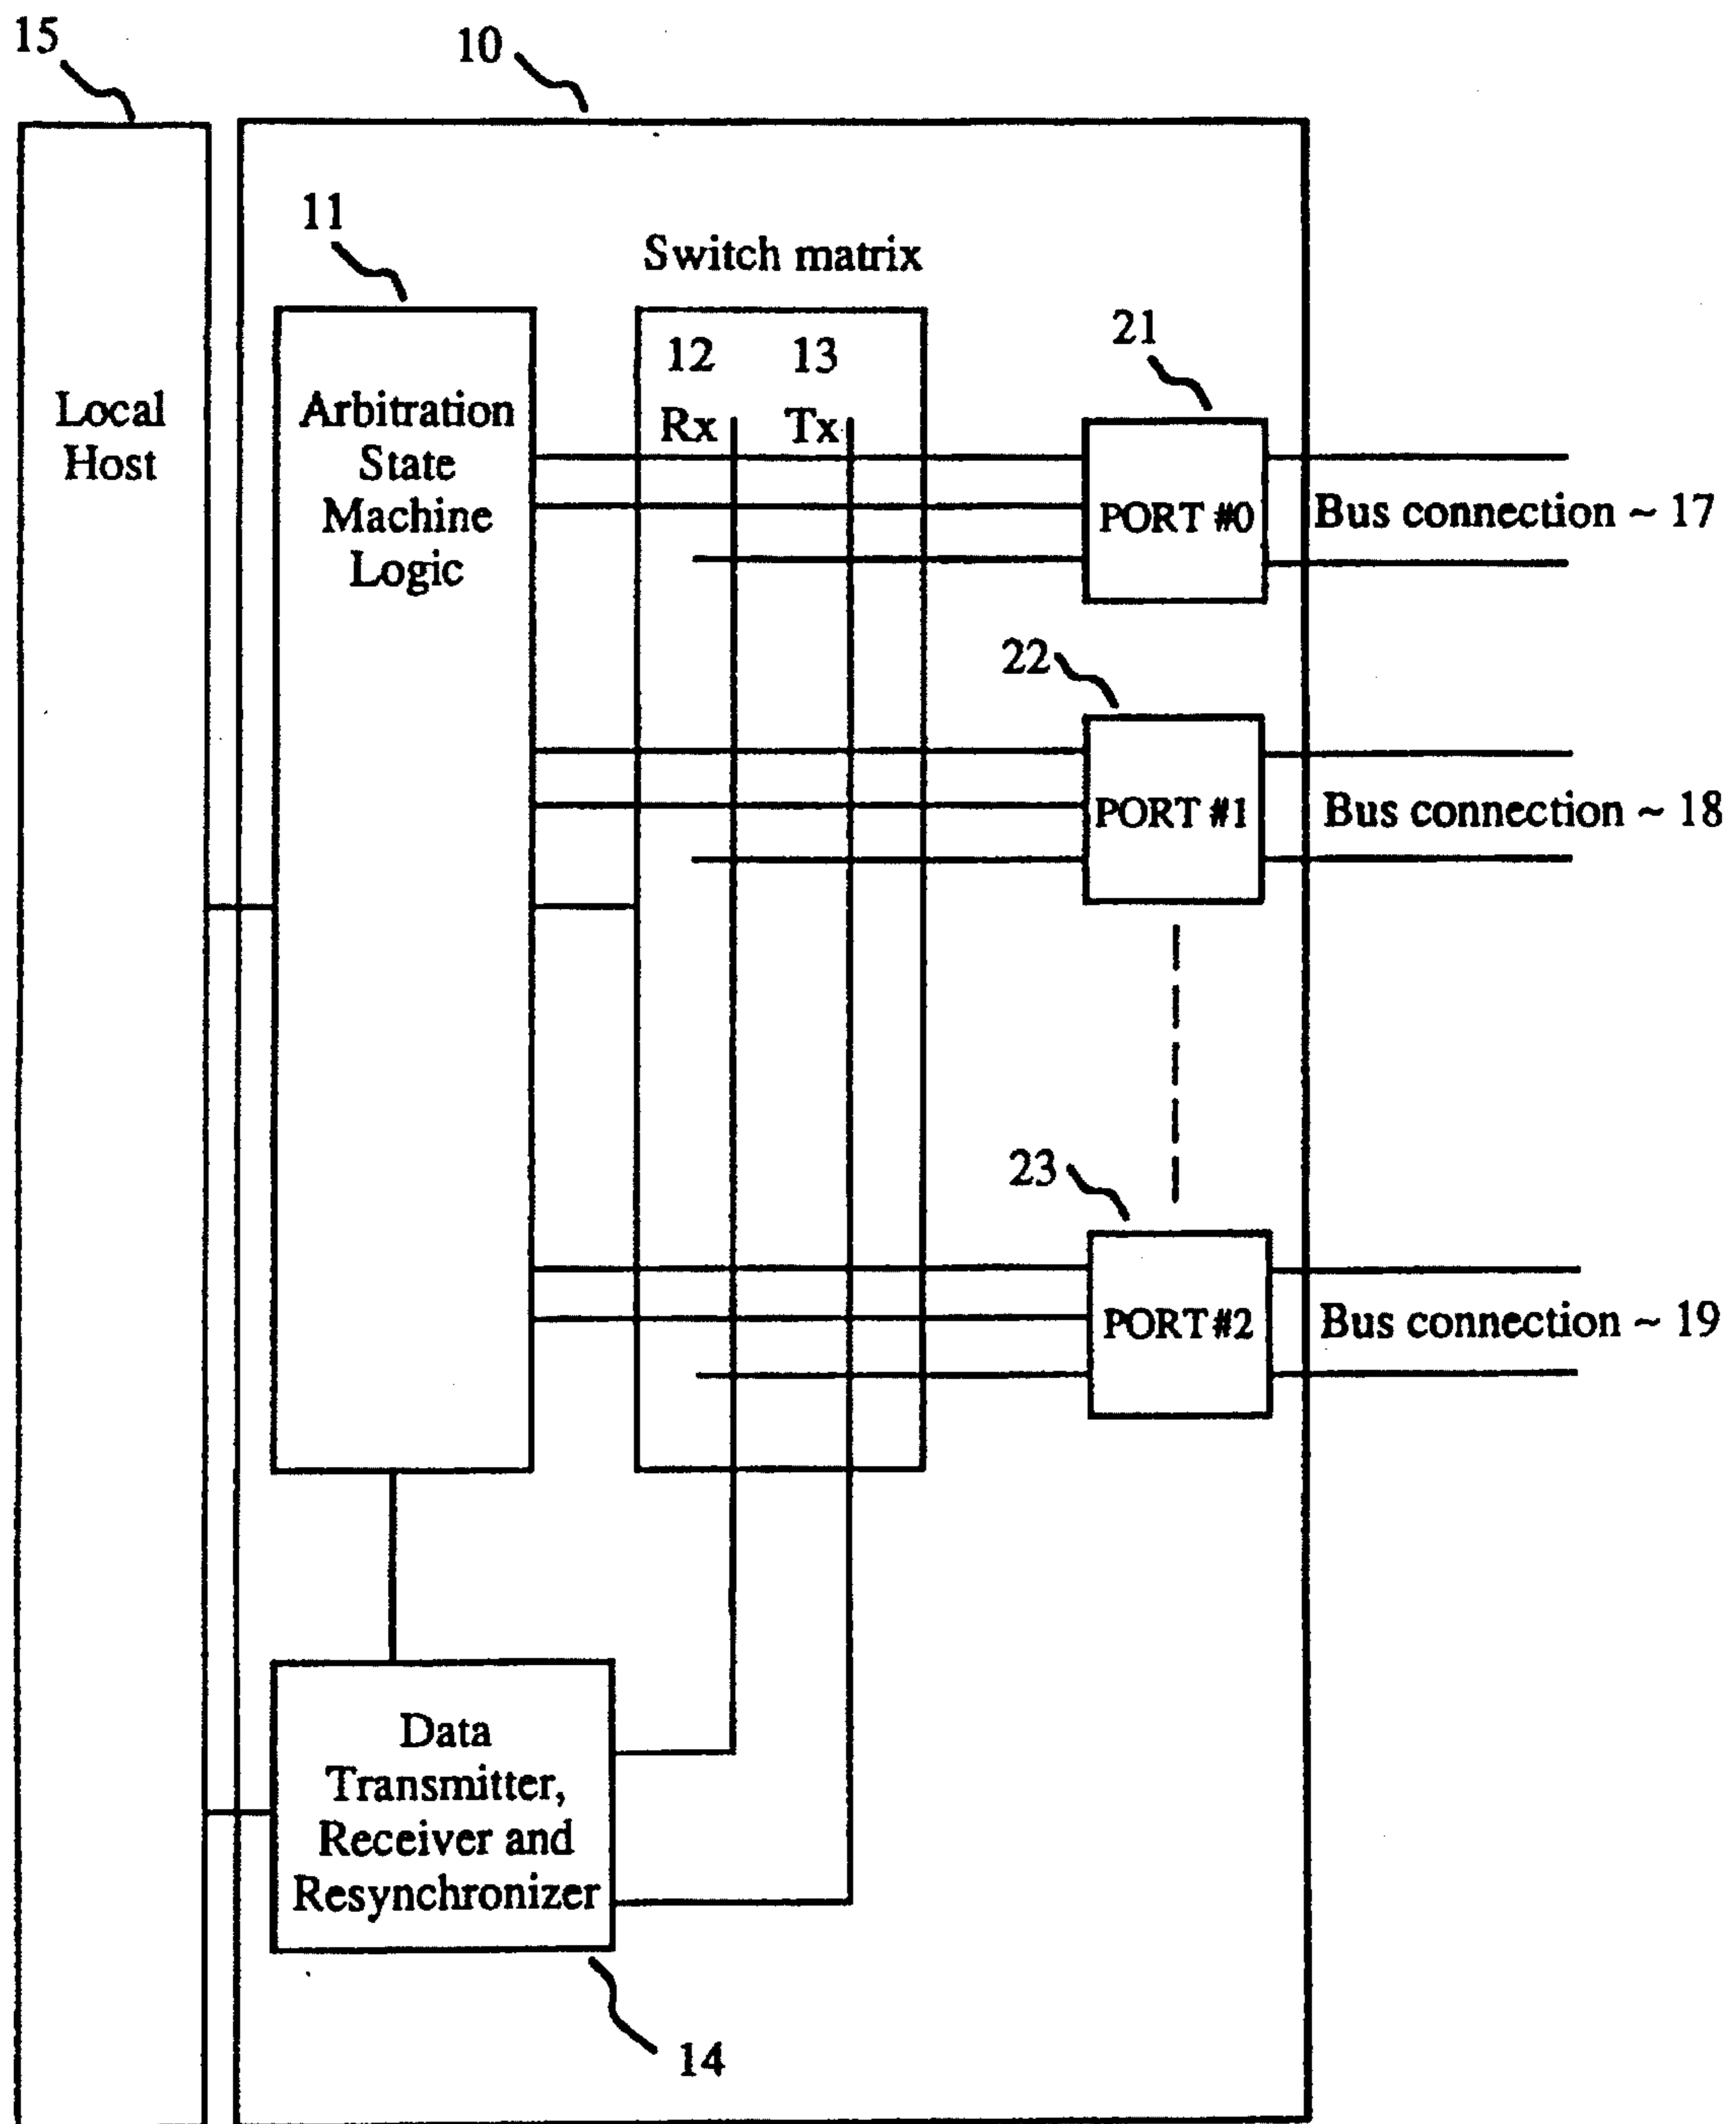 15
10
11
Switch matrix
21
12
13
Local
Host
Arbitration
State
Machine
Logic
Rx
Tx
PORT #0
Bus connection ~ 17
22
PORT #1
Bus connection ~ 18
23
PORT #2
Bus connection ~ 19
Data
Transmitter,
Receiver and
Resynchronizer
14